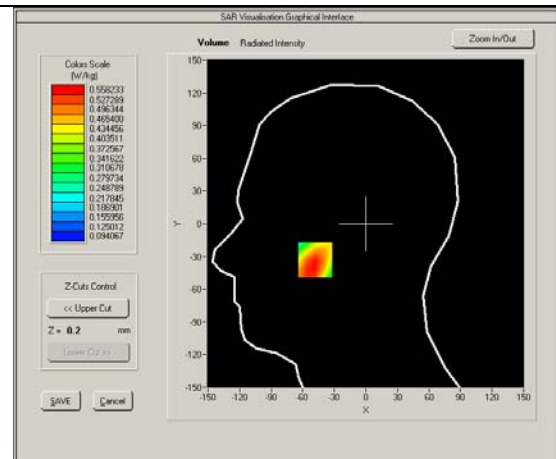 SAR Visualisation Graphical Interface
Volume Radiated Intensity
Zoom In/Out
Colors Scale
(W/kg)
0.558233
0.527289
0.496344
0.465400
0.434456
0.403511
0.372567
0.341622
0.310678
0.279734
0.248789
0.217845
0.186901
0.155956
0.125012
0.094067
150
120
90
60
30
0
-30
-60
-90
-120
-150
Y
-150 -120 -90 -60 -30 0 30 60 90 120 150
X
Z-Cuts Control
<< Upper Cut
Z = 0.2 mm
Lower Cut >>
SAVE Cancel